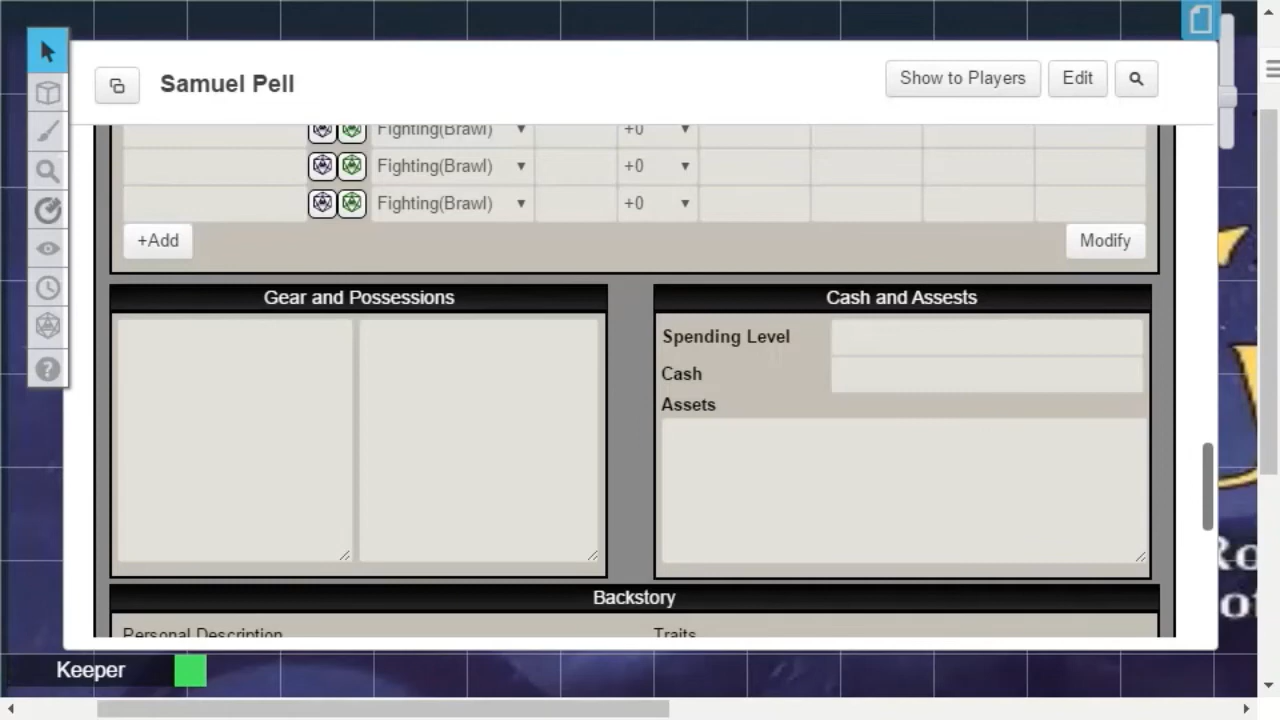 Samuel Pell
Show to Players
Edit
Fighting(Brawl) +0
Fighting(Brawl) +0
Fighting(Brawl) +0
+Add
Modify
Gear and Possessions
Cash and Assests
Spending Level
Cash
Assets
Backstory
Personal Description
Traits
Keeper